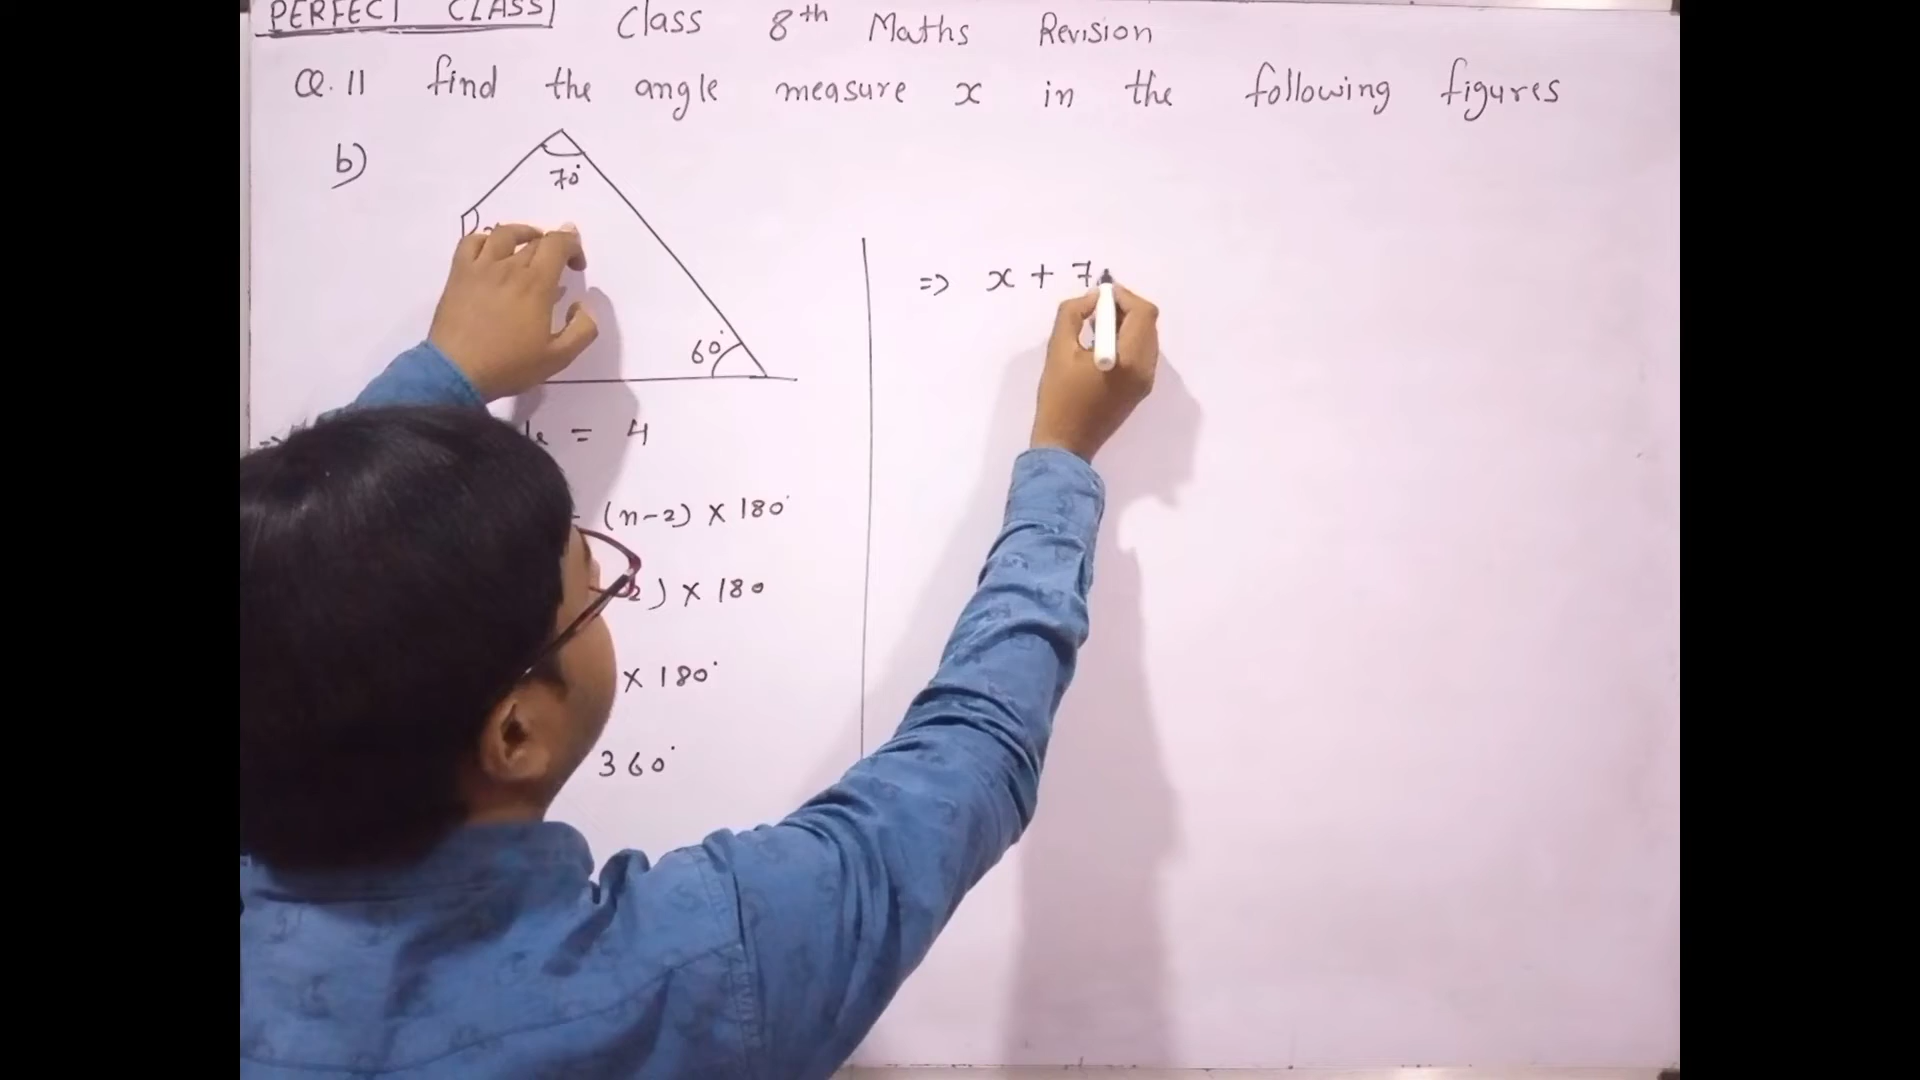 PERFECT CLASS
Class 8th Maths Revision
Q. 11 find the angle measure x in the following figures
b)
70°
60°
⇒ x + 7
= 4
(n-2) × 180°
2) × 180
× 180°
360°